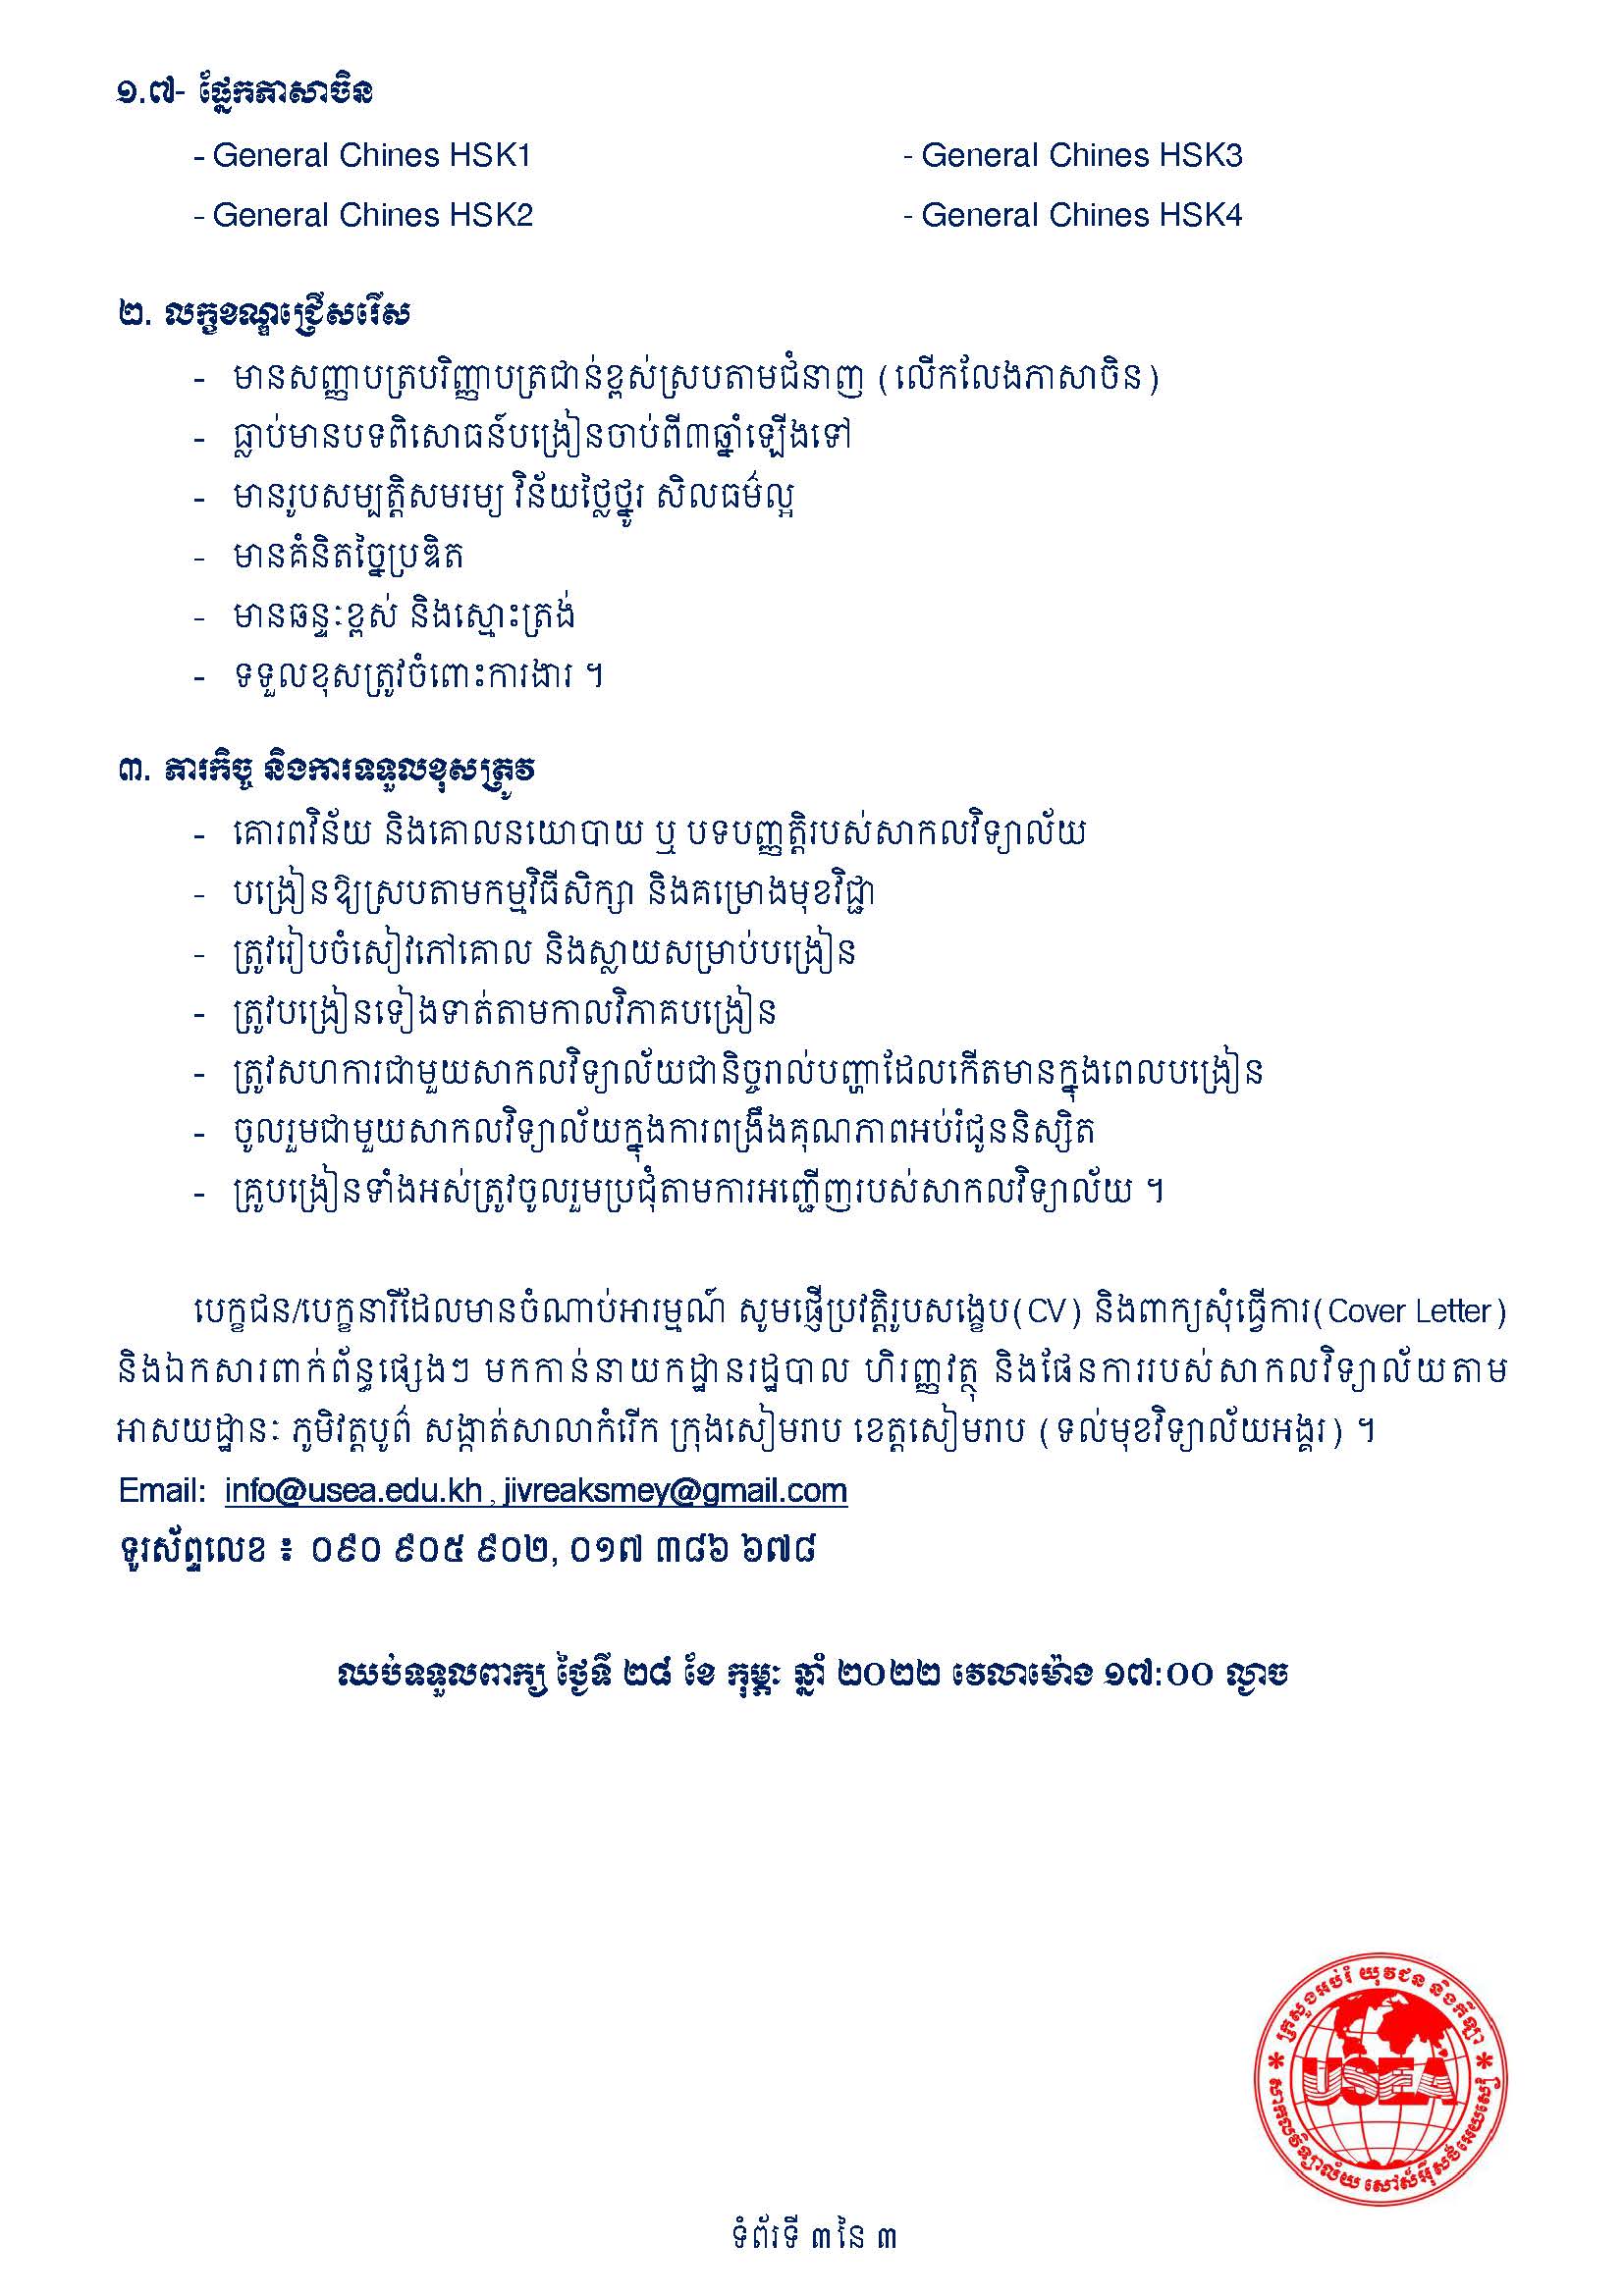 ១.៧- ផ្នែកភាសាចិន
- General Chines HSK1 - General Chines HSK3
- General Chines HSK2 - General Chines HSK4
២. លក្ខខណ្ឌជ្រើសរើស
- មានសញ្ញាបត្របរិញ្ញាបត្រជាន់ខ្ពស់ស្របតាមជំនាញ (លើកលែងភាសាចិន)
- ធ្លាប់មានបទពិសោធន៍បង្រៀនចាប់ពី៣ឆ្នាំឡើងទៅ
- មានរូបសម្បត្តិសមរម្យ វិន័យថ្លៃថ្នូរ សិលធម៌ល្អ
- មានគំនិតច្នៃប្រឌិត
- មានឆន្ទៈខ្ពស់ និងស្មោះត្រង់
- ទទួលខុសត្រូវចំពោះការងារ ។
៣. ភារកិច្ច និងការទទួលខុសត្រូវ
- គោរពវិន័យ និងគោលនយោបាយ ឬ បទបញ្ញត្តិរបស់សាកលវិទ្យាល័យ
- បង្រៀនឱ្យស្របតាមកម្មវិធីសិក្សា និងគម្រោងមុខវិជ្ជា
- ត្រូវរៀបចំសៀវភៅគោល និងស្លាយសម្រាប់បង្រៀន
- ត្រូវបង្រៀនទៀងទាត់តាមកាលវិភាគបង្រៀន
- ត្រូវសហការជាមួយសាកលវិទ្យាល័យជានិច្ចរាល់បញ្ហាដែលកើតមានក្នុងពេលបង្រៀន
- ចូលរួមជាមួយសាកលវិទ្យាល័យក្នុងការពង្រឹងគុណភាពអប់រំជូននិស្សិត
- គ្រូបង្រៀនទាំងអស់ត្រូវចូលរួមប្រជុំតាមការអញ្ជើញរបស់សាកលវិទ្យាល័យ ។
បេក្ខជន/បេក្ខនារីដែលមានចំណាប់អារម្មណ៍ សូមផ្ញើប្រវត្តិរូបសង្ខេប(CV) និងពាក្យសុំធ្វើការ(Cover Letter)
និងឯកសារពាក់ព័ន្ធផ្សេងៗ មកកាន់នាយកដ្ឋានរដ្ឋបាល ហិរញ្ញវត្ថុ និងផែនការរបស់សាកលវិទ្យាល័យតាម
អាសយដ្ឋានៈ ភូមិវត្តបូព៌ សង្កាត់សាលាកំរើក ក្រុងសៀមរាប ខេត្តសៀមរាប (ទល់មុខវិទ្យាល័យអង្គរ) ។
Email: info@usea.edu.kh , jivreaksmey@gmail.com
ទូរស័ព្ទលេខ ៖ ០៩០ ៩០៥ ៩០២, ០១៧ ៣៨៦ ៦៧៨
ឈប់ទទួលពាក្យ ថ្ងៃទី ២៨ ខែ កុម្ភៈ ឆ្នាំ ២០២២ វេលាម៉ោង ១៧:០០ ល្ងាច
ក្រសួងអប់រំ យុវជន និងកីឡា
USEA
សាកលវិទ្យាល័យ សៅស៍អ៊ីសថ៍អេយសៀ
ទំព័រទី ៣ នៃ ៣